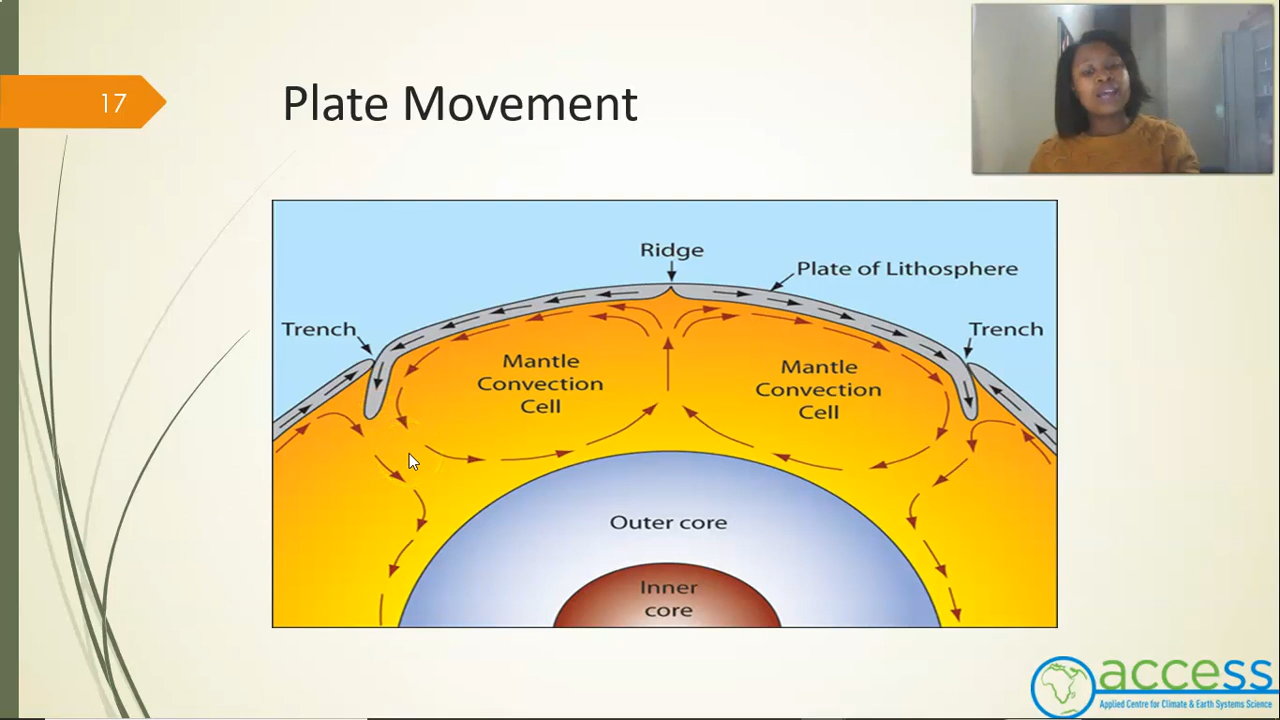 17
Plate Movement
Ridge
Plate of Lithosphere
Trench
Trench
Mantle
Convection
Cell
Mantle
Convection
Cell
Outer core
Inner
core
access
Applied Centre for Climate & Earth Systems Science